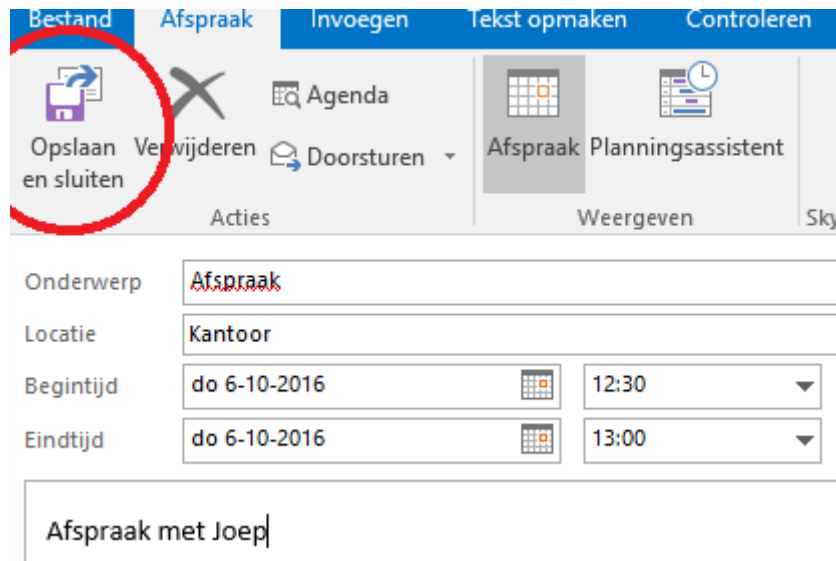 Bestand Afspraak Invoegen Tekst opmaken Controleren
Opslaan en sluiten
Verwijderen
Agenda
Doorsturen
Afspraak
Planningsassistent
Acties Weergeven Sky
Onderwerp Afspraak
Locatie Kantoor
Begintijd do 6-10-2016 12:30
Eindtijd do 6-10-2016 13:00
Afspraak met Joep